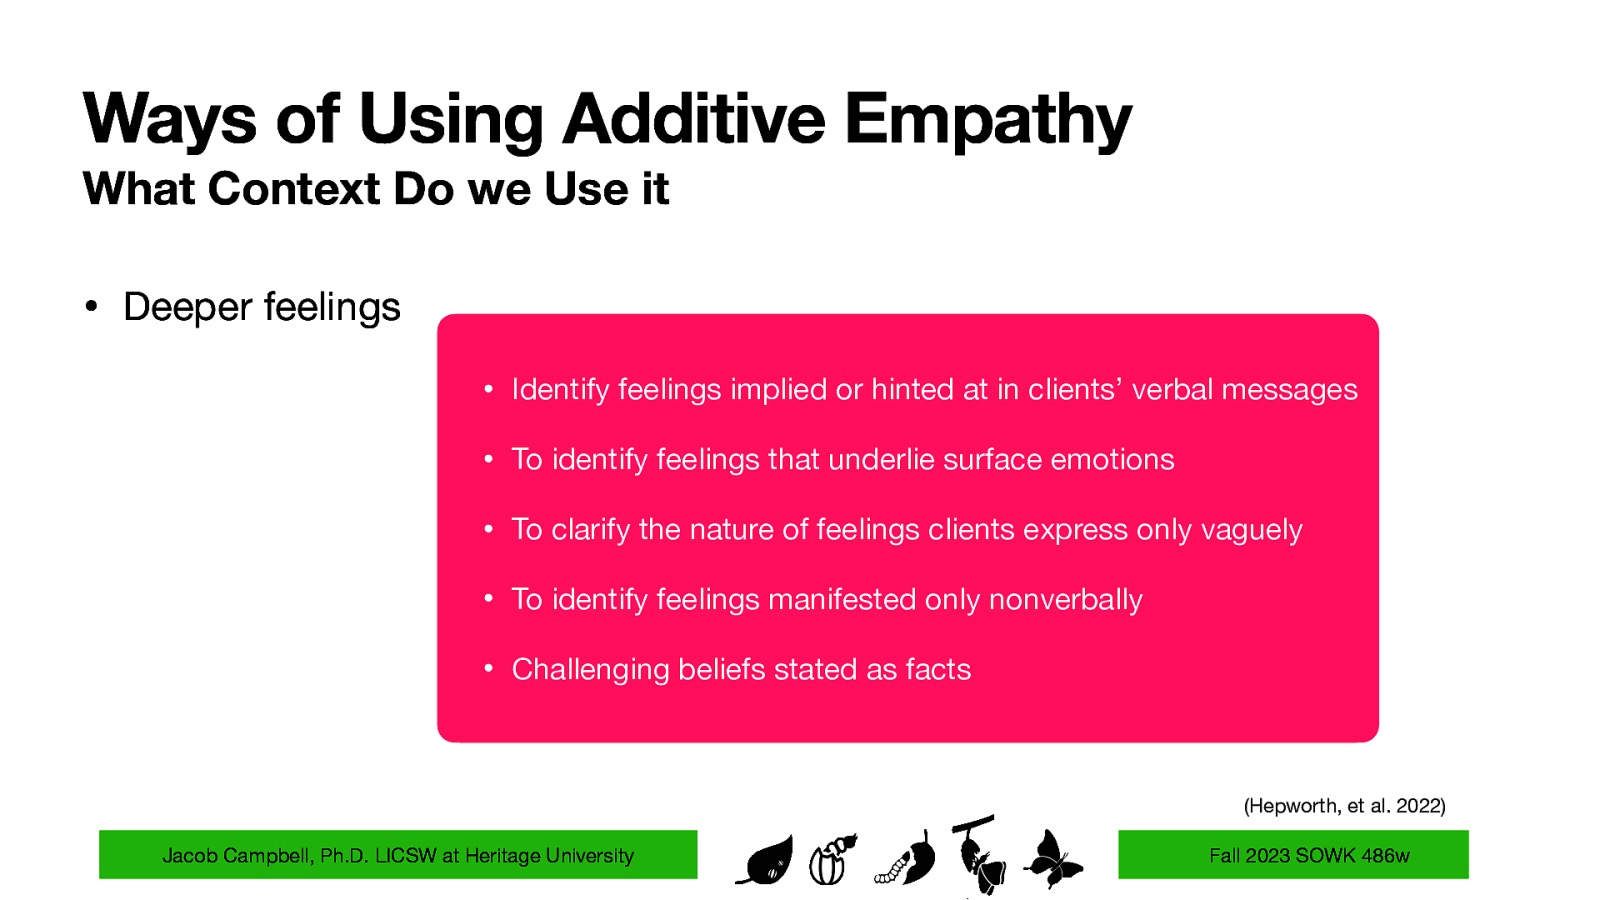 Ways of Using Additive Empathy
What Context Do we Use it
• Deeper feelings
• Identify feelings implied or hinted at in clients’ verbal messages
• To identify feelings that underlie surface emotions
• To clarify the nature of feelings clients express only vaguely
• To identify feelings manifested only nonverbally
• Challenging beliefs stated as facts
(Hepworth, et al. 2022)
Jacob Campbell, Ph.D. LICSW at Heritage University
Fall 2023 SOWK 486w